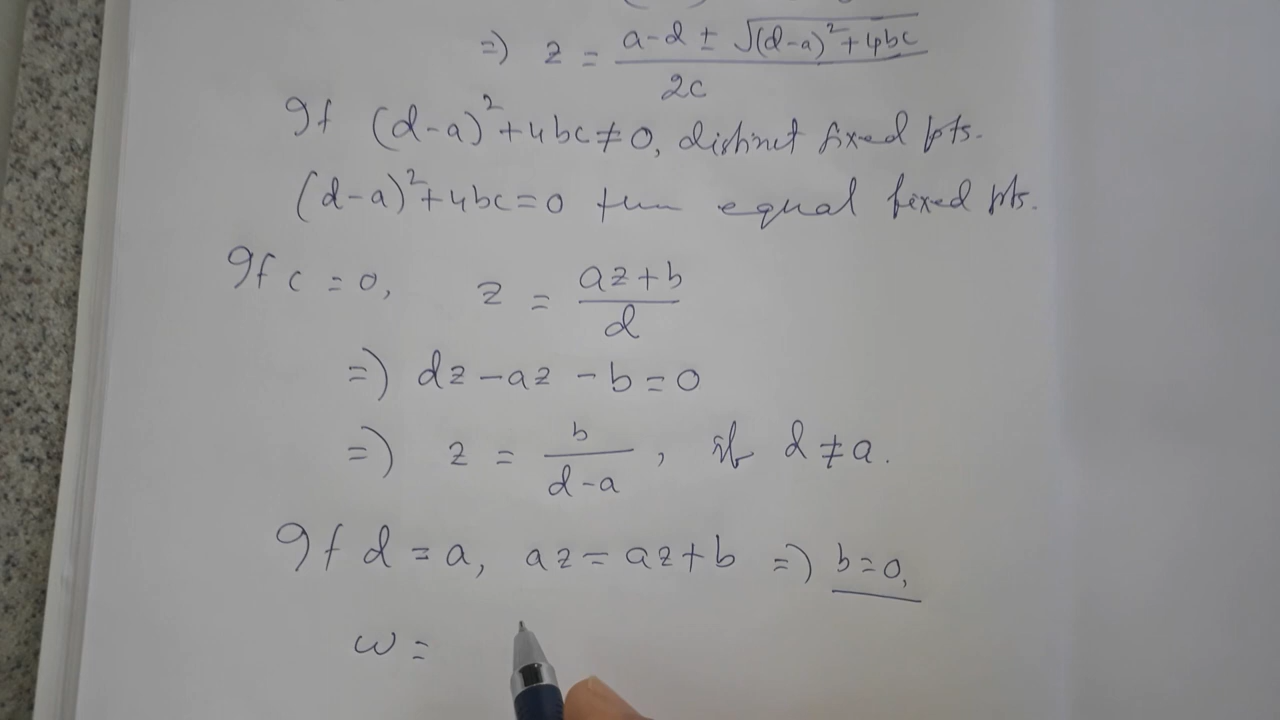 =) z = (a-d ± √((d-a)²+4bc)) / 2c
If (d-a)²+4bc≠0, distinct fixed pts.
(d-a)²+4bc=0 then equal fixed pts.
If c=0, z = (az+b)/d
=) dz-az-b=0
=) z = b/(d-a), if d≠a.
If d=a, az=az+b =) b=0,
w=